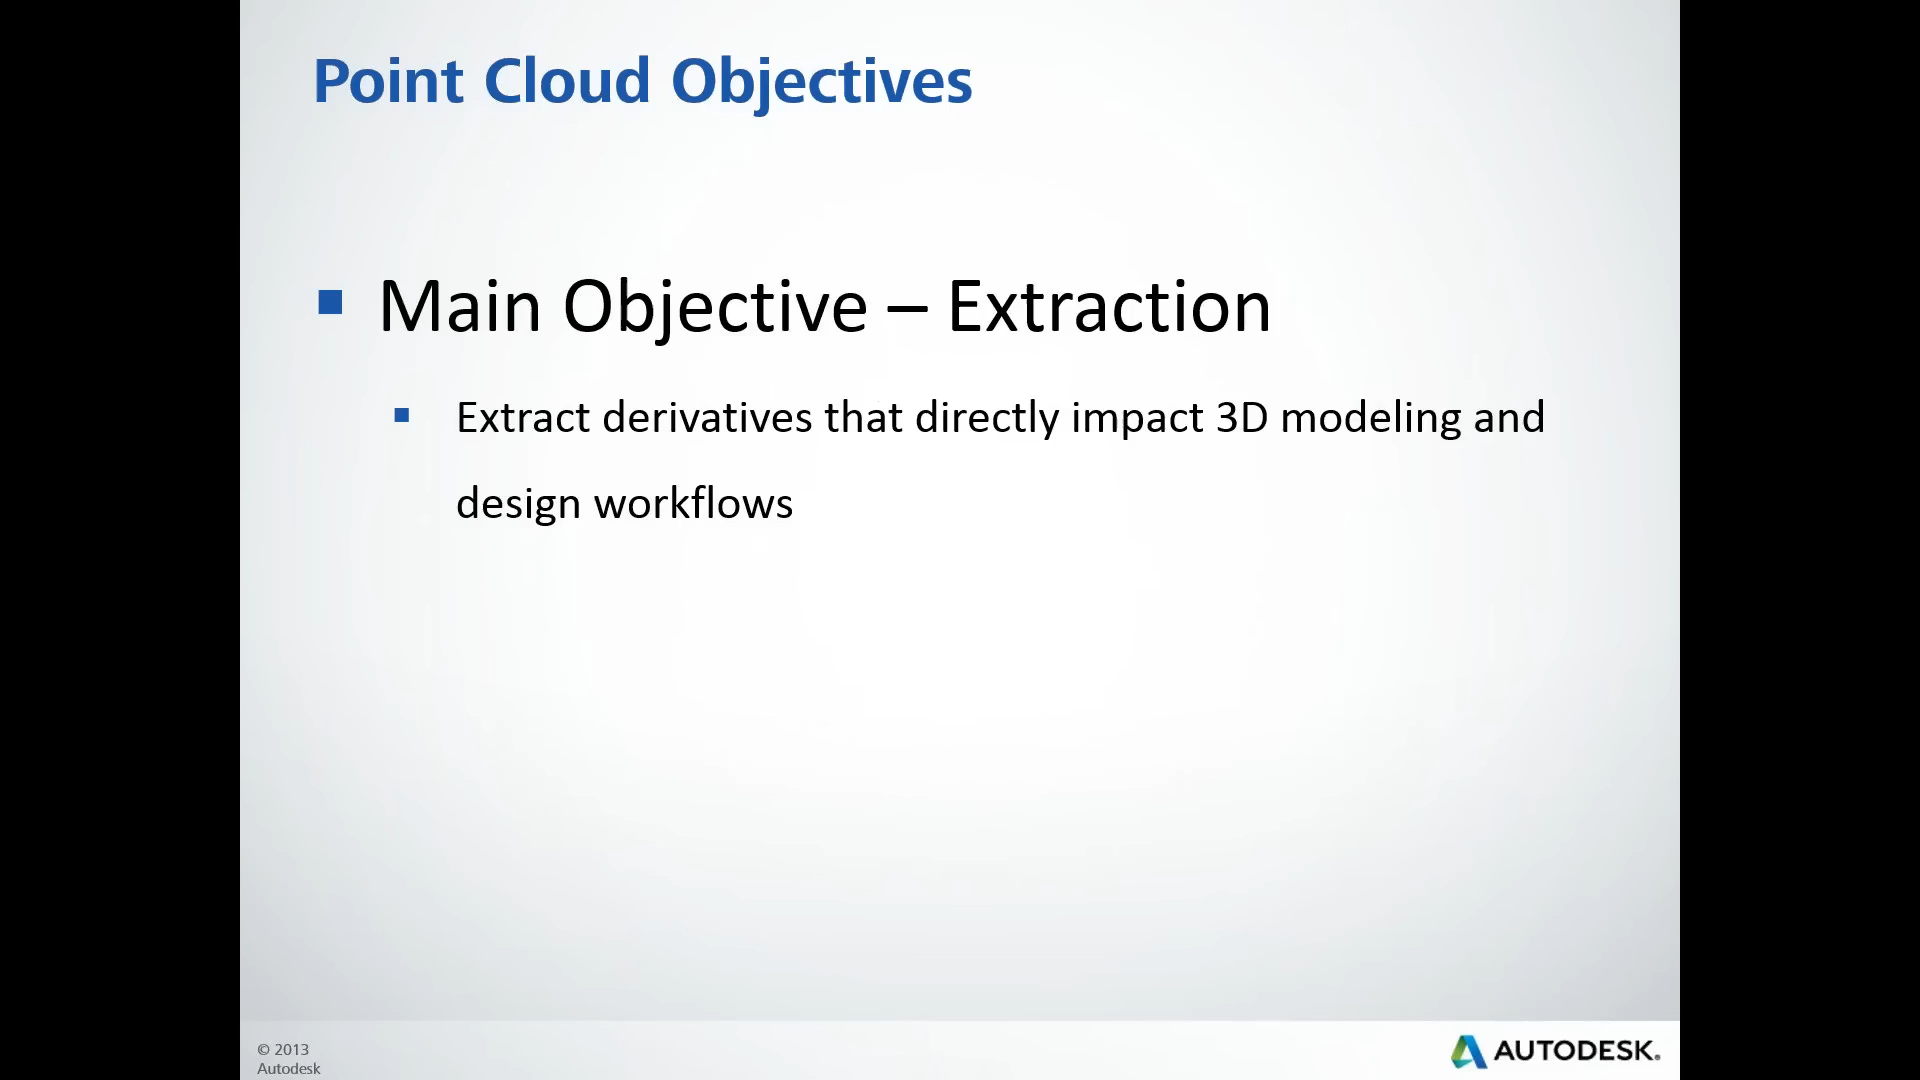 Point Cloud Objectives
Main Objective – Extraction
Extract derivatives that directly impact 3D modeling and
design workflows
© 2013
Autodesk
AUTODESK.